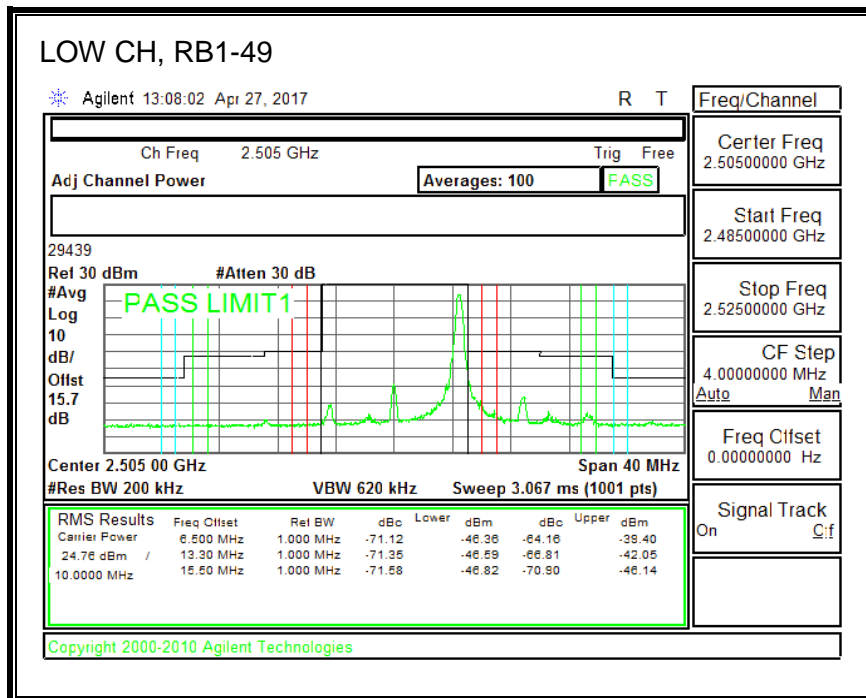 LOW CH, RB1-49
Agilent 13:08:02 Apr 27, 2017 R T
Freq/Channel
Ch Freq 2.505 GHz Trig Free
Adj Channel Power Averages: 100 PASS
Center Freq
2.50500000 GHz
Start Freq
2.48500000 GHz
Stop Freq
2.52500000 GHz
CF Step
4.00000000 MHz
Auto Man
Freq Offset
0.00000000 Hz
Signal Track
On Off
29439
Ref 30 dBm #Atten 30 dB
#Avg
Log
10
dB/
Offst
15.7
dB
PASS LIMIT1
Center 2.505 00 GHz Span 40 MHz
#Res BW 200 kHz VBW 620 kHz Sweep 3.067 ms (1001 pts)
RMS Results Freq Offset Ref BW dBc Lower dBm dBc Upper dBm
Carrier Power 6.500 MHz 1.000 MHz -71.12 -46.36 -64.16 -39.40
24.76 dBm / 13.30 MHz 1.000 MHz -71.35 -46.59 -66.81 -42.05
10.0000 MHz 15.50 MHz 1.000 MHz -71.58 -46.82 -70.90 -46.14
Copyright 2000-2010 Agilent Technologies